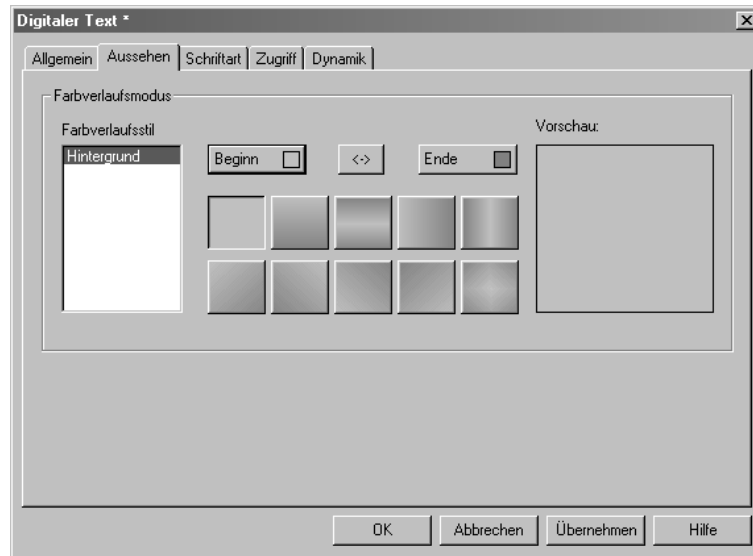 Digitaler Text *
Allgemein Aussehen Schriftart Zugriff Dynamik
Farbverlaufsmodus
Farbverlaufsstil
Vorschau:
Hintergrund
Beginn <-> Ende
OK Abbrechen Übernehmen Hilfe